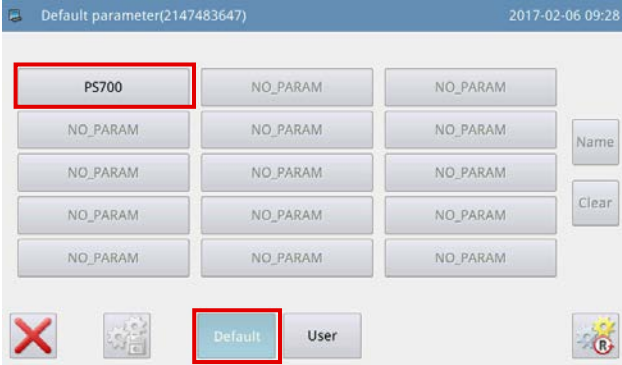 Default parameter(2147483647) 2017-02-06 09:28
PS700 NO_PARAM NO_PARAM
NO_PARAM NO_PARAM NO_PARAM
Name
NO_PARAM NO_PARAM NO_PARAM
Clear
NO_PARAM NO_PARAM NO_PARAM
NO_PARAM NO_PARAM NO_PARAM
Default User
R